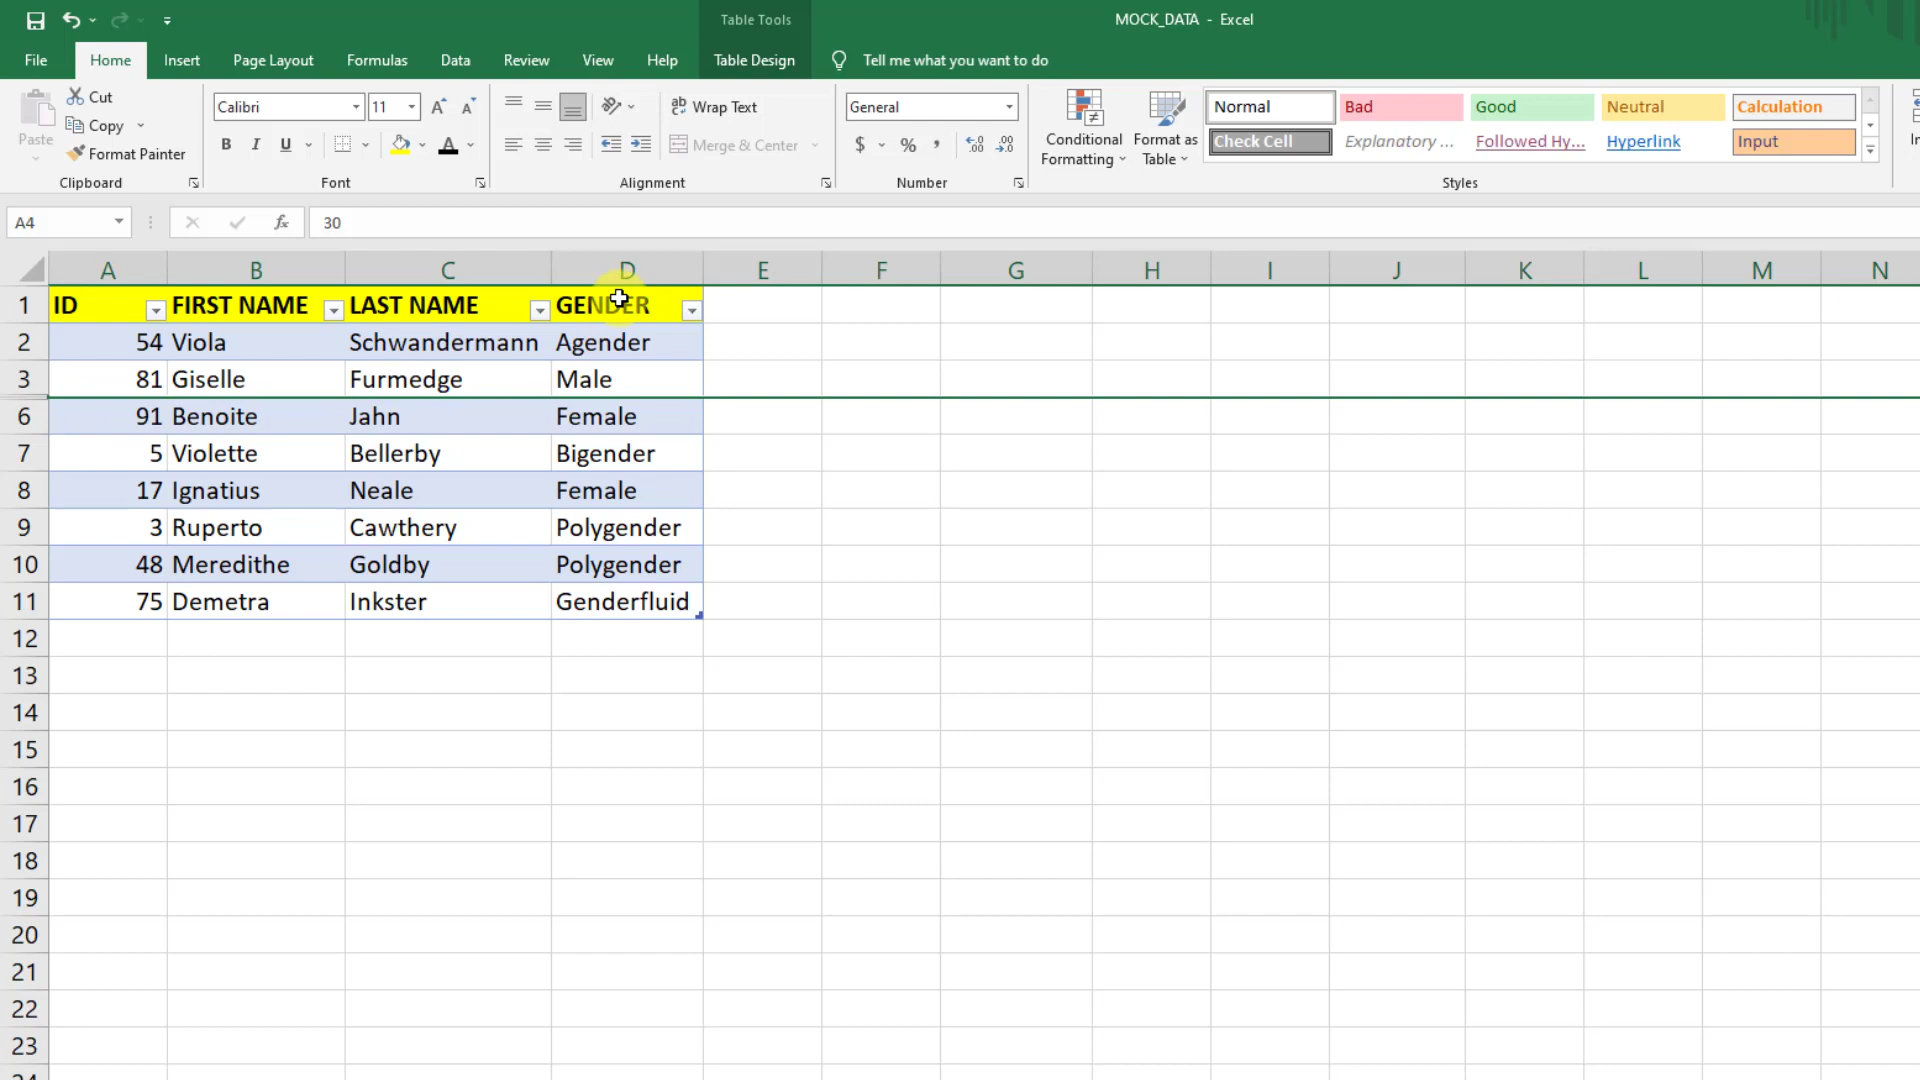 Table Tools
MOCK_DATA - Excel
File Home Insert Page Layout Formulas Data Review View Help Table Design Tell me what you want to do
Cut
Copy
Format Painter
Paste
Clipboard
Calibri 11
B I U A
Font
Wrap Text
Merge & Center
Alignment
General
$ % ,
Number
Conditional Formatting
Format as Table
Normal Bad Good Neutral Calculation
Check Cell Explanatory ... Followed Hy... Hyperlink Input
Styles
A4 fx 30
A B C D E F G H I J K L M N
1 ID FIRST NAME LAST NAME GENDER
2 54 Viola Schwandermann Agender
3 81 Giselle Furmedge Male
6 91 Benoite Jahn Female
7 5 Violette Bellerby Bigender
8 17 Ignatius Neale Female
9 3 Ruperto Cawthery Polygender
10 48 Meredithe Goldby Polygender
11 75 Demetra Inkster Genderfluid
12
13
14
15
16
17
18
19
20
21
22
23